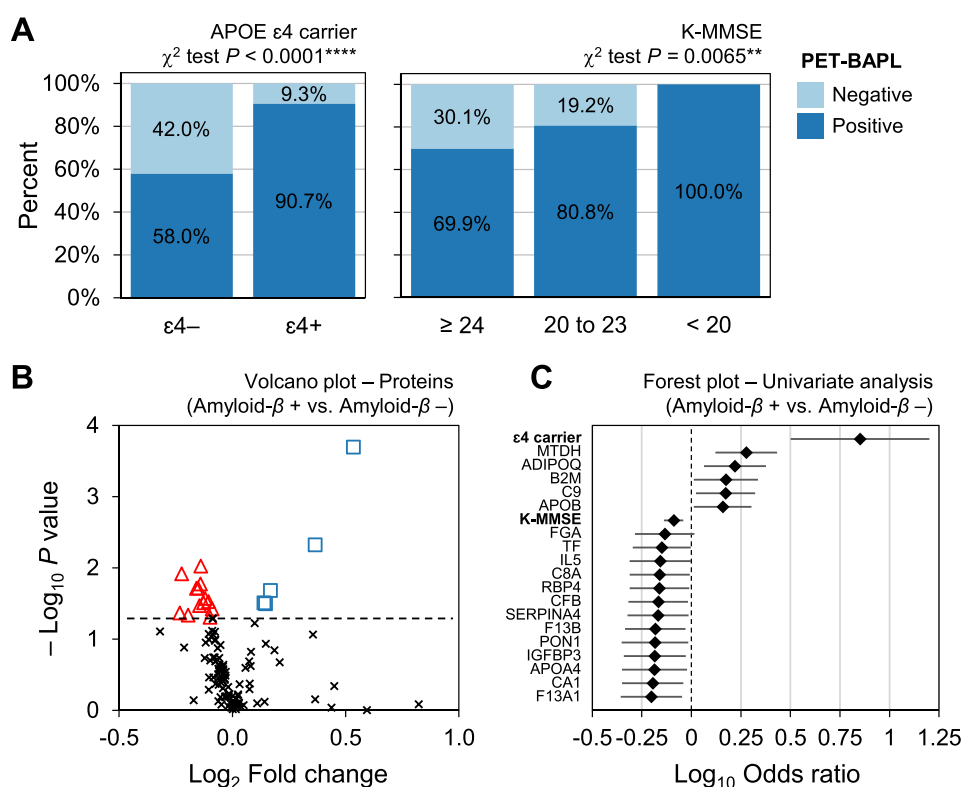 A
APOE ε4 carrier
χ² test P < 0.0001****
K-MMSE
χ² test P = 0.0065**
PET-BAPL
Negative
Positive
Percent
100%
80%
60%
40%
20%
0%
42.0%
58.0%
9.3%
90.7%
30.1%
69.9%
19.2%
80.8%
100.0%
ε4–
ε4+
≥ 24
20 to 23
< 20
B
Volcano plot – Proteins
(Amyloid-β + vs. Amyloid-β –)
–Log₁₀ P value
4
3
2
1
0
-0.5
0.0
0.5
1.0
Log₂ Fold change
C
Forest plot – Univariate analysis
(Amyloid-β + vs. Amyloid-β –)
ε4 carrier
MTDH
ADIPOQ
B2M
C9
APOB
K-MMSE
FGA
TF
IL5
C8A
RBP4
CFB
SERPINA4
F13B
PON1
IGFBP3
APOA4
CA1
F13A1
-0.5
-0.25
0
0.25
0.5
0.75
1
1.25
Log₁₀ Odds ratio